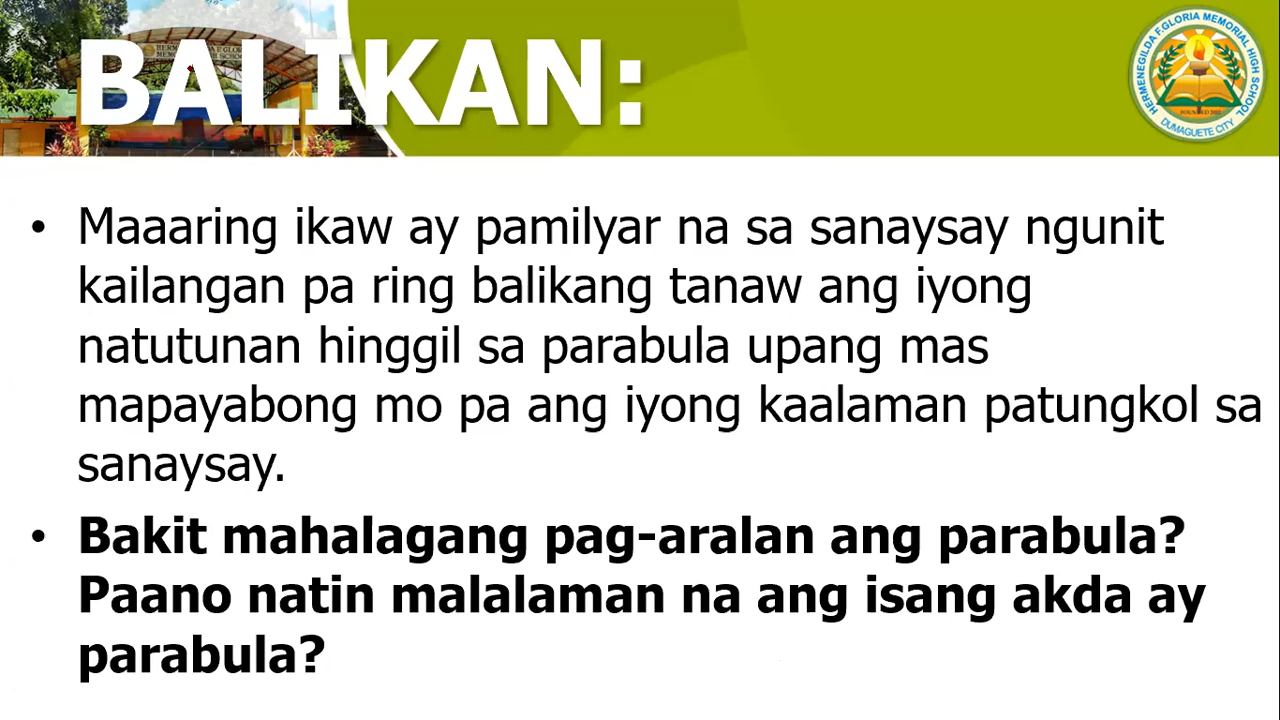 BALIKAN:
HERMENEGILDA F. GLORIA MEMORIAL HIGH SCHOOL
DUMAGUETE CITY
• Maaaring ikaw ay pamilyar na sa sanaysay ngunit
kailangan pa ring balikang tanaw ang iyong
natutunan hinggil sa parabula upang mas
mapayabong mo pa ang iyong kaalaman patungkol sa
sanaysay.
• Bakit mahalagang pag-aralan ang parabula?
Paano natin malalaman na ang isang akda ay
parabula?